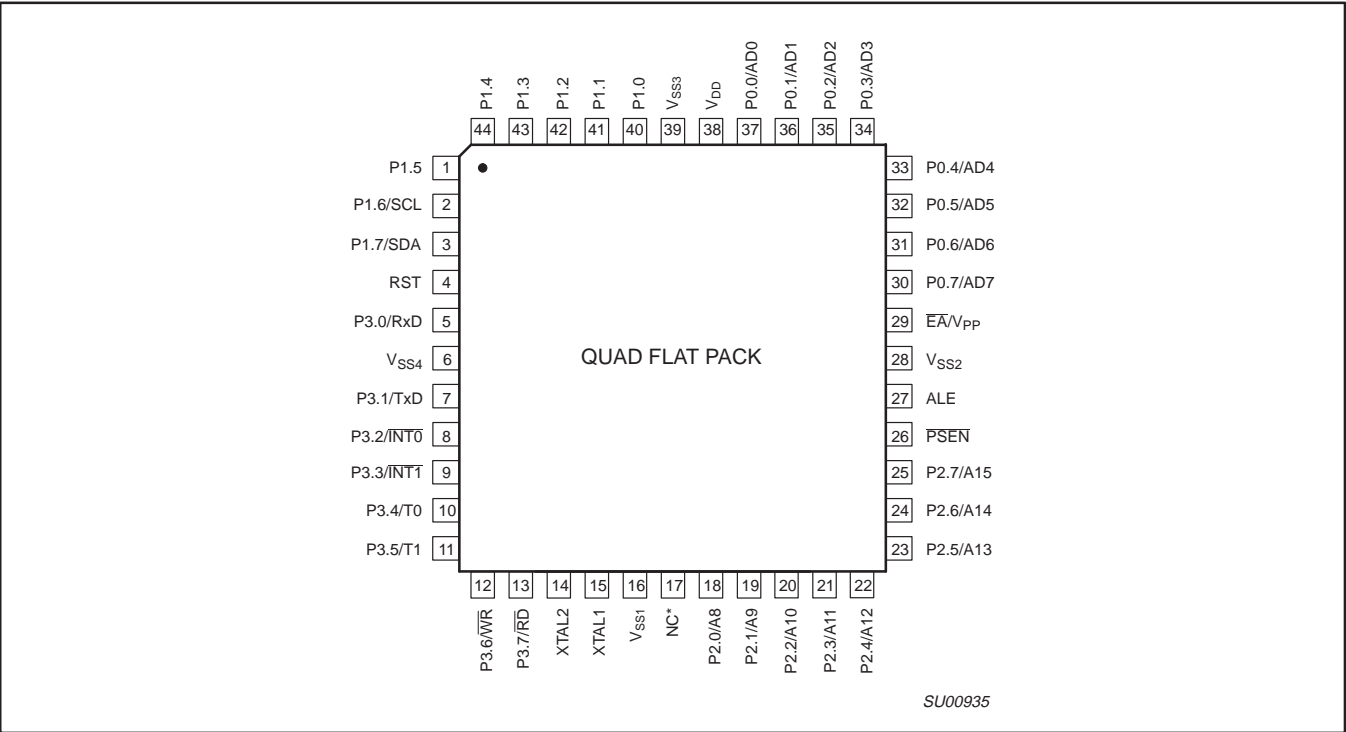 P1.4 P1.3 P1.2 P1.1 P1.0 VSS3 VDD P0.0/AD0 P0.1/AD1 P0.2/AD2 P0.3/AD3
44 43 42 41 40 39 38 37 36 35 34
P1.5 1 33 P0.4/AD4
P1.6/SCL 2 32 P0.5/AD5
P1.7/SDA 3 31 P0.6/AD6
RST 4 30 P0.7/AD7
P3.0/RxD 5 29 E̅A̅/VPP
VSS4 6 QUAD FLAT PACK 28 VSS2
P3.1/TxD 7 27 ALE
P3.2/I̅N̅T̅0̅ 8 26 P̅S̅E̅N̅
P3.3/I̅N̅T̅1̅ 9 25 P2.7/A15
P3.4/T0 10 24 P2.6/A14
P3.5/T1 11 23 P2.5/A13
12 13 14 15 16 17 18 19 20 21 22
P3.6/W̅R̅ P3.7/R̅D̅ XTAL2 XTAL1 VSS1 NC* P2.0/A8 P2.1/A9 P2.2/A10 P2.3/A11 P2.4/A12
SU00935